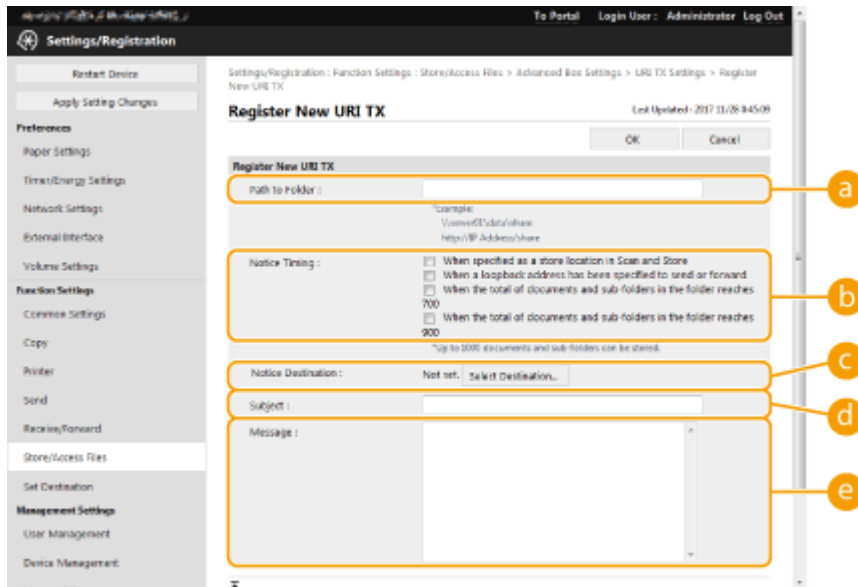 To Portal Login User : Administrator Log Out
Settings/Registration
Restart Device
Apply Setting Changes
Preferences
Paper Settings
Timer/Energy Settings
Network Settings
External Interface
Volume Settings
Function Settings
Common Settings
Copy
Printer
Send
Receive/Forward
Store/Access Files
Set Destination
Management Settings
User Management
Device Management
Settings/Registration : Function Settings : Store/Access Files > Advanced Box Settings > URI TX Settings > Register
New URI TX
Register New URI TX
Last Updated : 2017 11/28 8:45:09
OK Cancel
Register New URI TX
Path to Folder :
a
*Example:
\\server01\data\share
http://IP Address/share
Notice Timing :
When specified as a store location in Scan and Store
When a loopback address has been specified to send or forward
When the total of documents and sub-folders in the folder reaches
700
When the total of documents and sub-folders in the folder reaches
900
b
*Up to 1000 documents and sub-folders can be stored.
Notice Destination : Not set. Select Destination...
c
Subject :
d
Message :
e